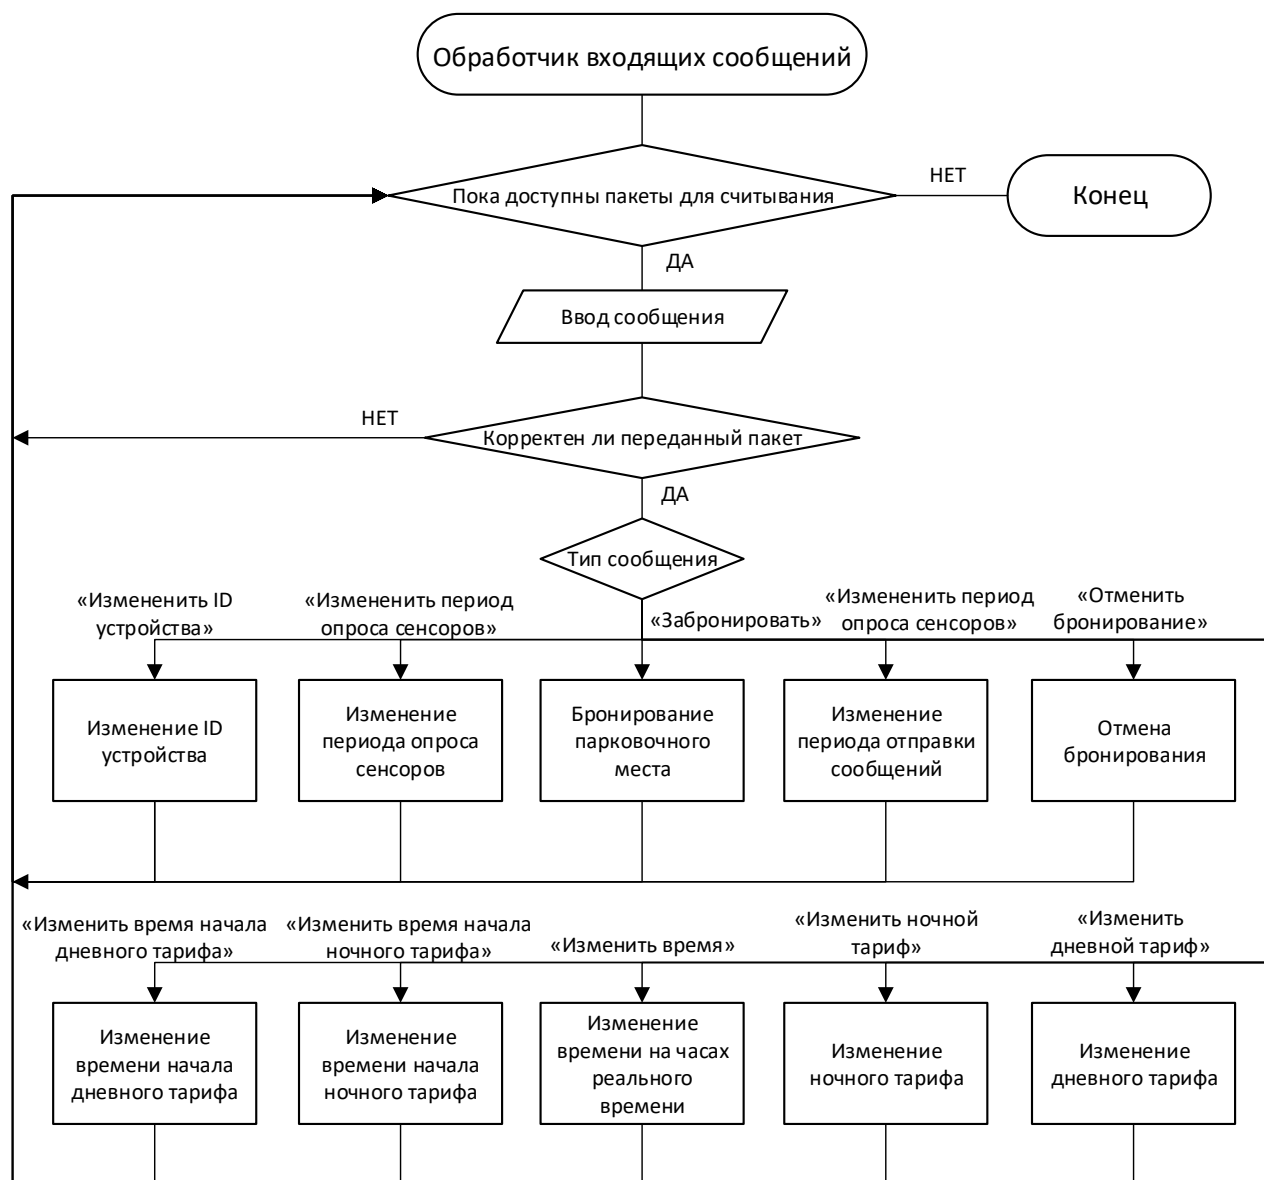 Обработчик входящих сообщений
Пока доступны пакеты для считывания
НЕТ
Конец
ДА
Ввод сообщения
НЕТ
Корректен ли переданный пакет
ДА
Тип сообщения
«Измененить ID
устройства»
«Измененить период
опроса сенсоров»
«Забронировать»
«Измененить период
опроса сенсоров»
«Отменить
бронирование»
Изменение ID
устройства
Изменение
периода опроса
сенсоров
Бронирование
парковочного
места
Изменение
периода отправки
сообщений
Отмена
бронирования
«Изменить время начала
дневного тарифа»
«Изменить время начала
ночного тарифа»
«Изменить время»
«Изменить ночной
тариф»
«Изменить
дневной тариф»
Изменение
времени начала
дневного тарифа
Изменение
времени начала
ночного тарифа
Изменение
времени на часах
реального
времени
Изменение
ночного тарифа
Изменение
дневного тарифа